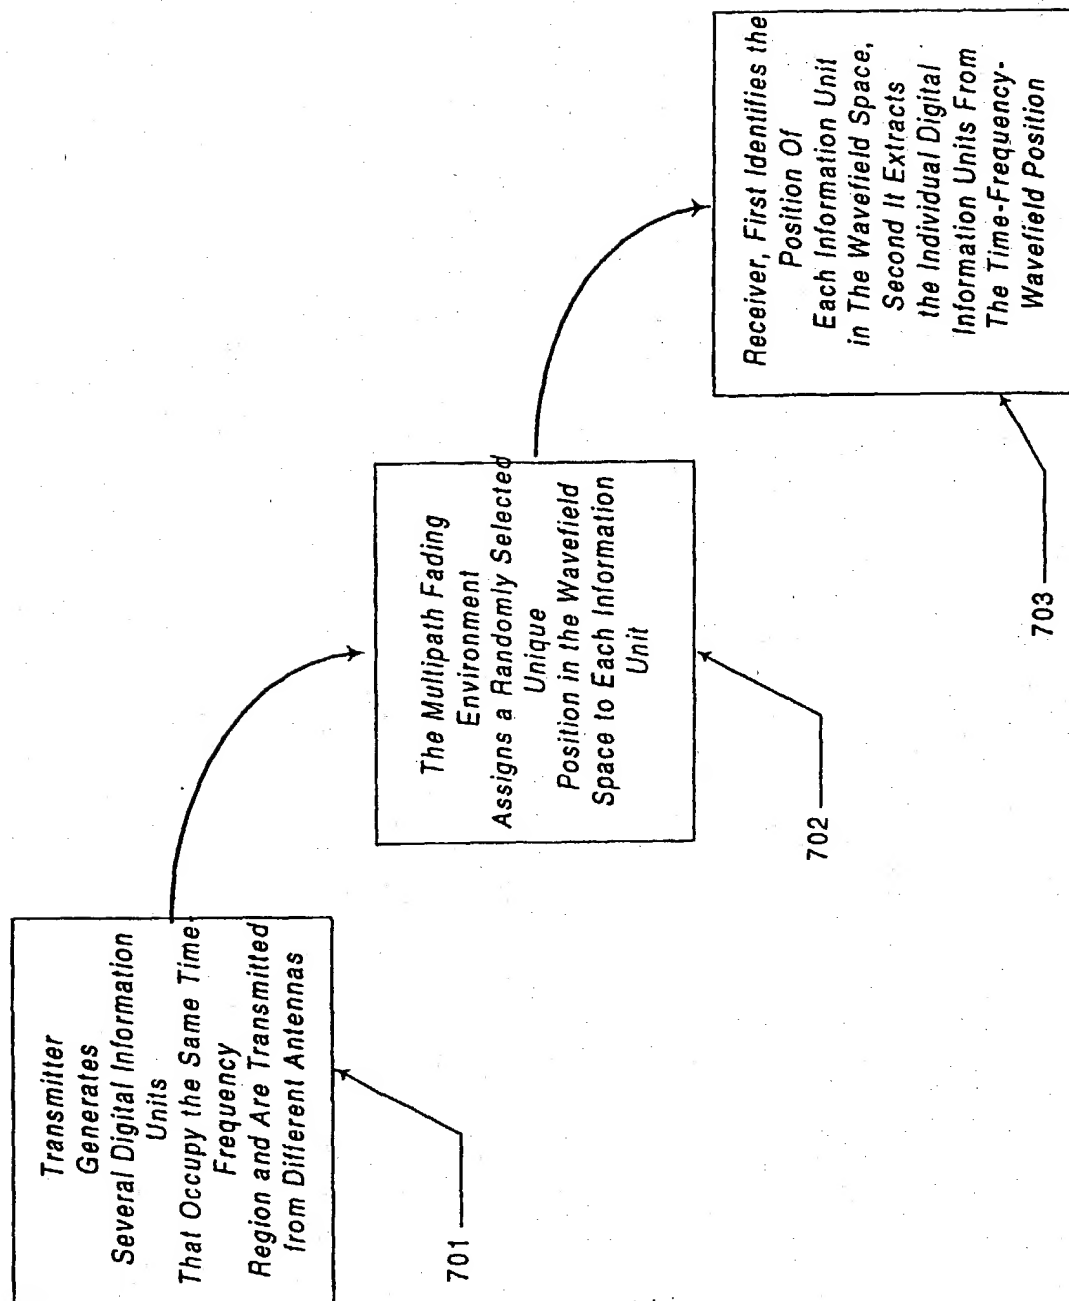 Transmitter
Generates
Several Digital Information
Units
That Occupy the Same Time-
Frequency
Region and Are Transmitted
from Different Antennas
701
The Multipath Fading
Environment
Assigns a Randomly Selected
Unique
Position in the Wavefield
Space to Each Information
Unit
702
Receiver, First Identifies the
Position Of
Each Information Unit
in The Wavefield Space,
Second It Extracts
the Individual Digital
Information Units From
The Time-Frequency-
Wavefield Position
703